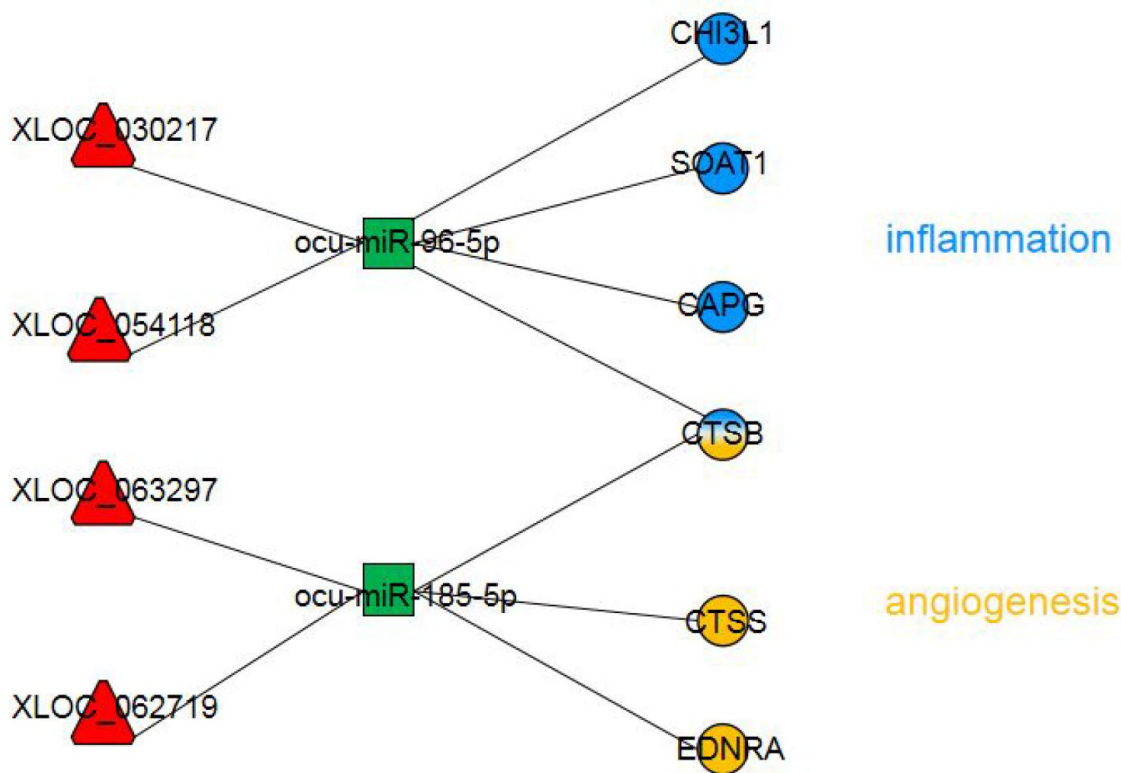 CHI3L1
XLOC_030217
SOAT1
ocu-miR-96-5p
inflammation
CAPG
XLOC_054118
CTSB
XLOC_063297
ocu-miR-185-5p
angiogenesis
CTSS
XLOC_062719
EDNRA